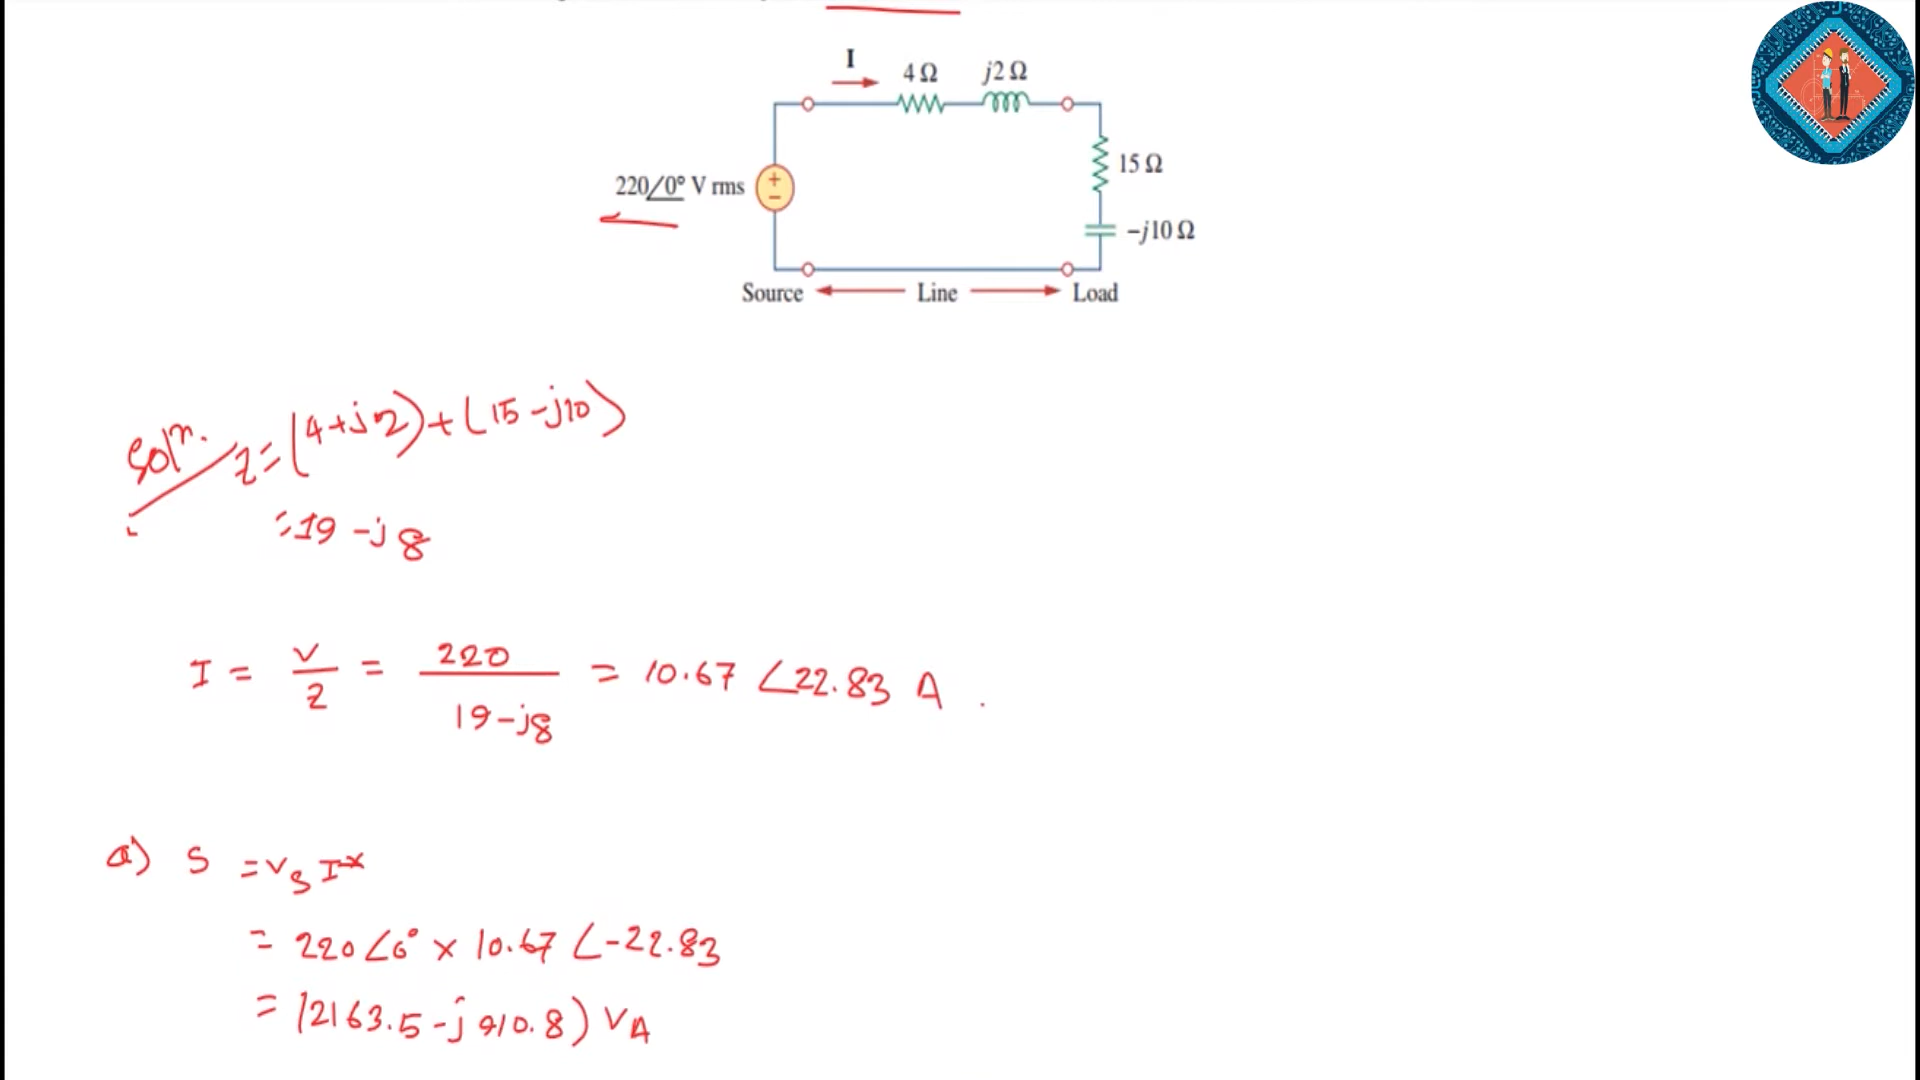 I
4 Ω
j2 Ω
15 Ω
220/0° V rms
+
−
−j10 Ω
Source
Line
Load
Soln.
z=(4+j2)+(15-j10)
=19-j8
I = V/Z = 220/19-j8 = 10.67 ∠22.83 A .
a) S = VS I*
= 220∠0° × 10.67 ∠-22.83
= (2163.5-j910.8) VA